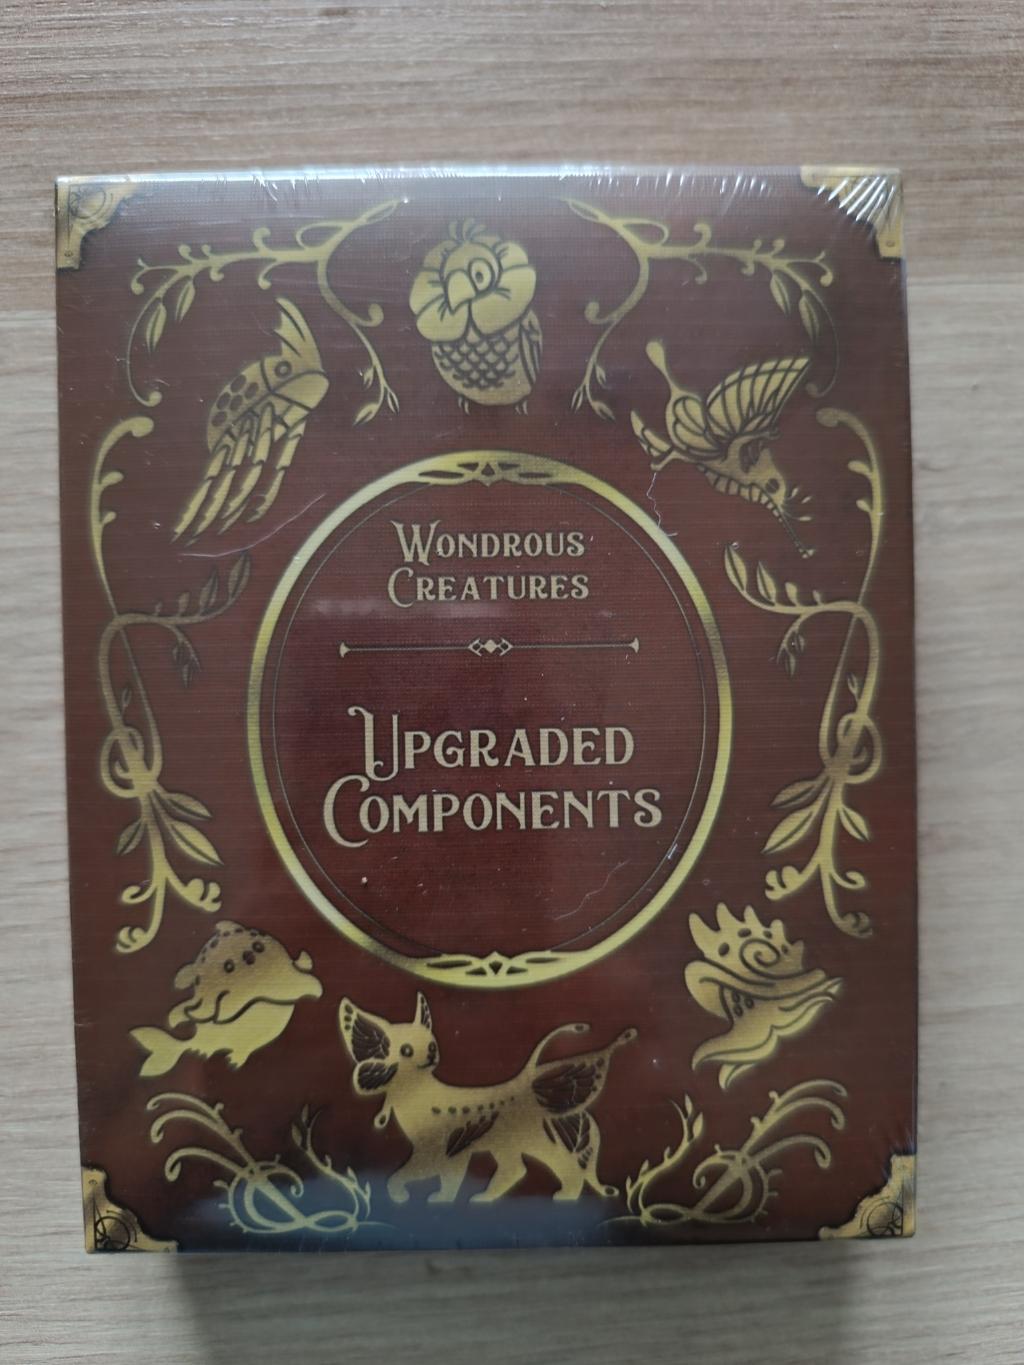 Wondrous
Creatures
Upgraded
Components